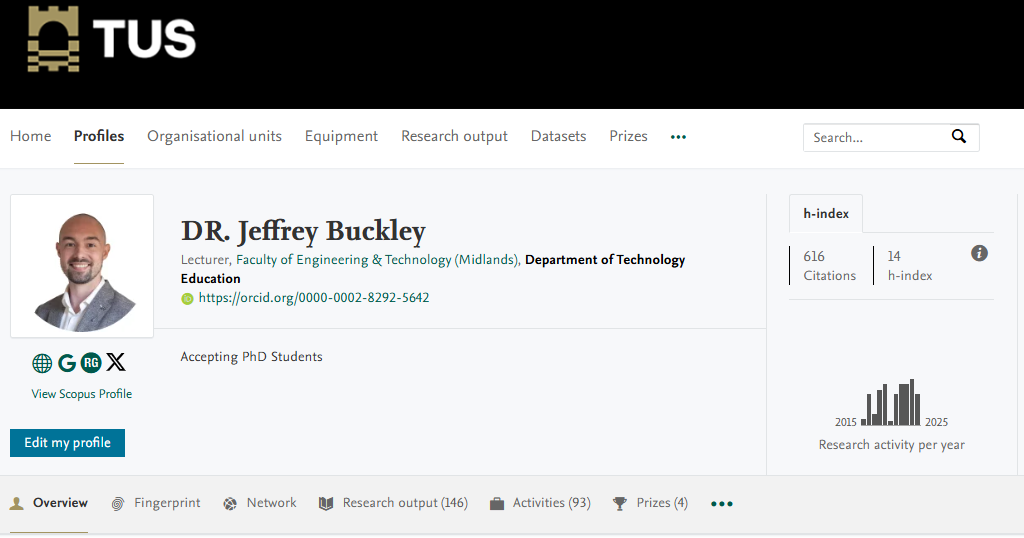 TUS
Home Profiles Organisational units Equipment Research output Datasets Prizes
Search...
DR. Jeffrey Buckley
Lecturer, Faculty of Engineering & Technology (Midlands), Department of Technology
Education
https://orcid.org/0000-0002-8292-5642
Accepting PhD Students
RG
View Scopus Profile
Edit my profile
h-index
616
Citations
14
h-index
2015 2025
Research activity per year
Overview Fingerprint Network Research output (146) Activities (93) Prizes (4)